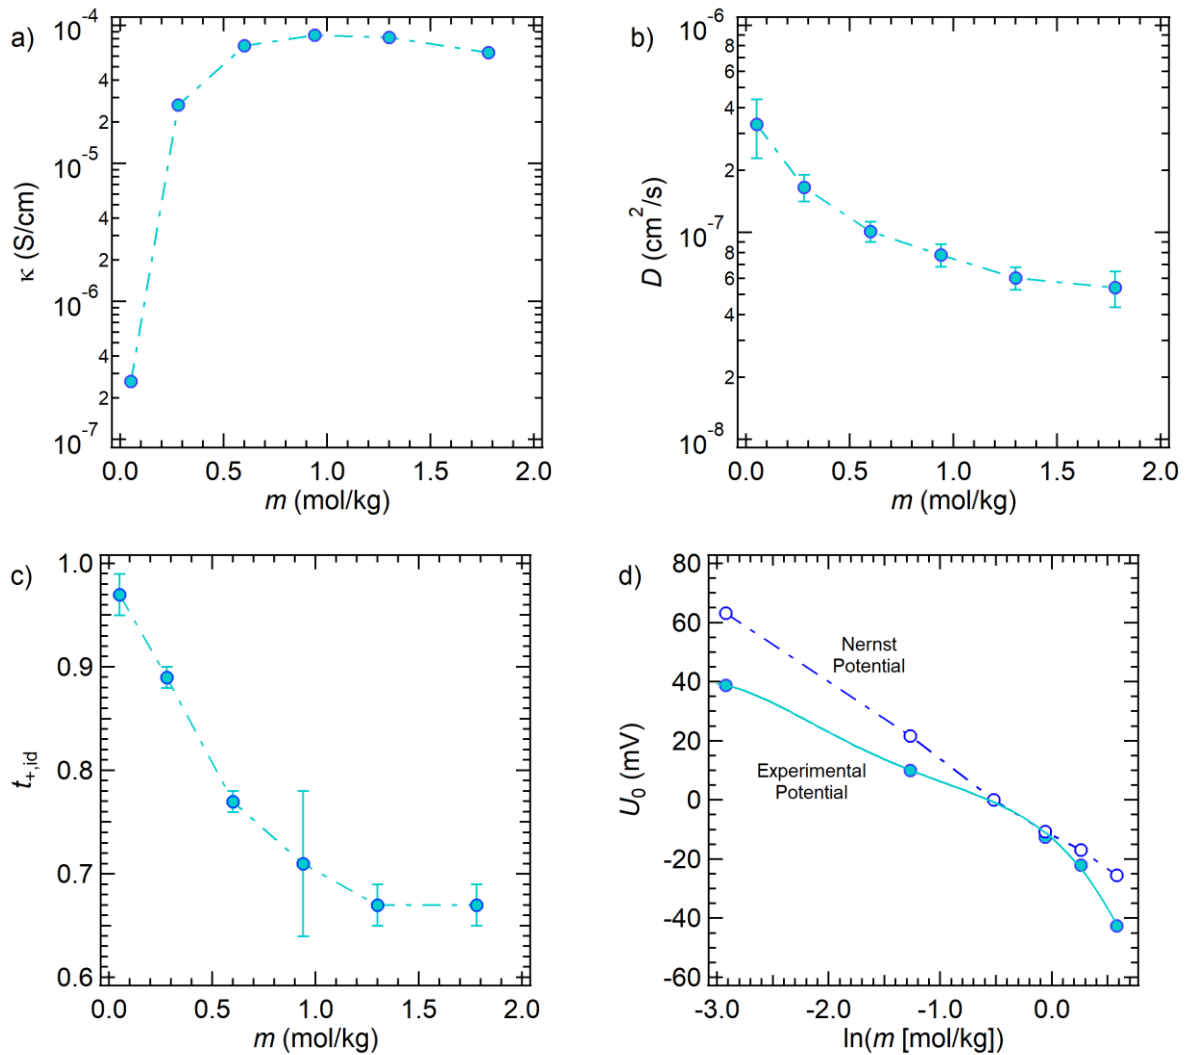 a)
10⁻⁴
4
2
10⁻⁵
4
2
10⁻⁶
4
2
10⁻⁷
κ (S/cm)
0.0 0.5 1.0 1.5 2.0
m (mol/kg)
b)
10⁻⁶
8
6
4
2
10⁻⁷
8
6
4
2
10⁻⁸
D (cm²/s)
0.0 0.5 1.0 1.5 2.0
m (mol/kg)
c)
1.0
0.9
0.8
0.7
0.6
t₊,id
0.0 0.5 1.0 1.5 2.0
m (mol/kg)
d)
80
60
40
20
0
-20
-40
-60
U₀ (mV)
Nernst
Potential
Experimental
Potential
-3.0 -2.0 -1.0 0.0
ln(m [mol/kg])